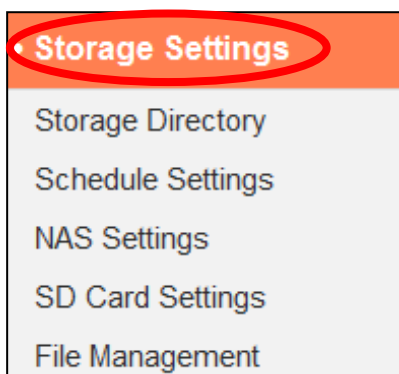 • Storage Settings
Storage Directory
Schedule Settings
NAS Settings
SD Card Settings
File Management